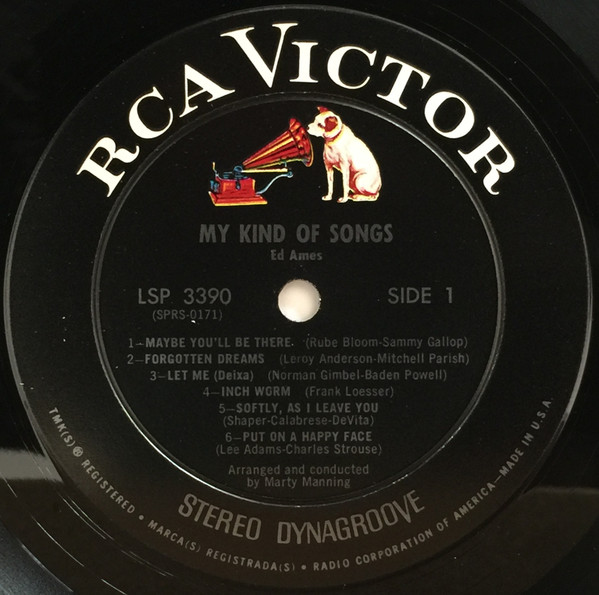 RCA VICTOR
MY KIND OF SONGS
Ed Ames
LSP 3390
SIDE 1
(SPRS-0171)
1—MAYBE YOU'LL BE THERE. (Rube Bloom-Sammy Gallop)
2—FORGOTTEN DREAMS (Leroy Anderson-Mitchell Parish)
3—LET ME (Deixa) (Norman Gimbel-Baden Powell)
4—INCH WORM (Frank Loesser)
5—SOFTLY, AS I LEAVE YOU
(Shaper-Calabrese-DeVita)
6—PUT ON A HAPPY FACE
(Lee Adams-Charles Strouse)
Arranged and conducted
by Marty Manning
STEREO DYNAGROOVE
TMK(S) ® REGISTERED • MARCA(S) REGISTRADA(S) • RADIO CORPORATION OF AMERICA—MADE IN U.S.A.